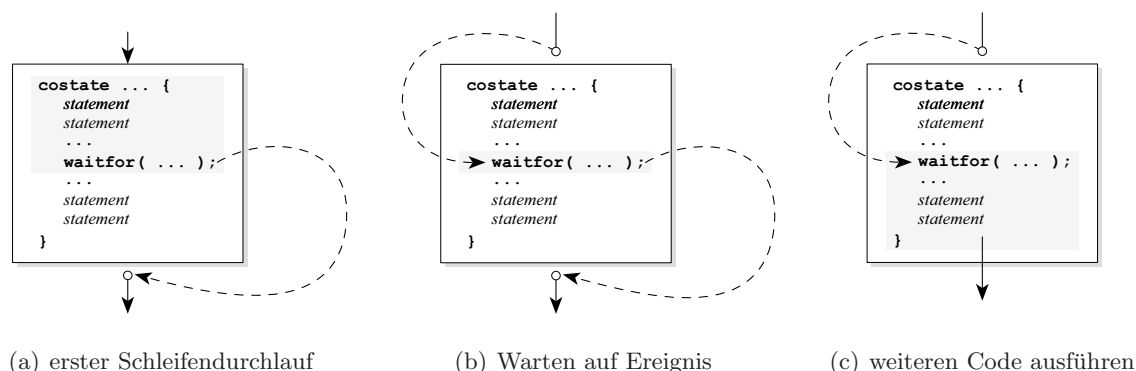 costate ... {
statement
statement
...
waitfor( ... );
...
statement
statement
}
(a) erster Schleifendurchlauf
costate ... {
statement
statement
...
waitfor( ... );
...
statement
statement
}
(b) Warten auf Ereignis
costate ... {
statement
statement
...
waitfor( ... );
...
statement
statement
}
(c) weiteren Code ausführen